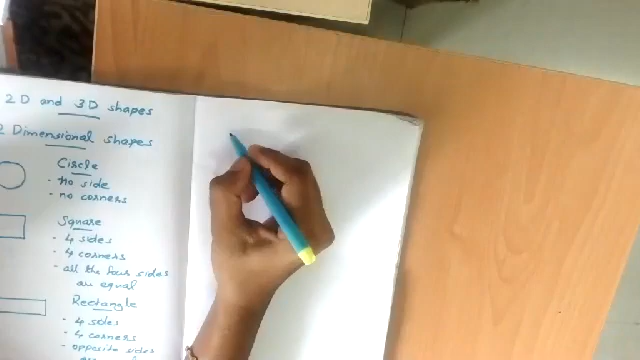 2D and 3D shapes
2 Dimensional shapes
Circle
- no side
- no corners
Square
- 4 sides
- 4 corners
- all the four sides
are equal
Rectangle
- 4 sides
- 4 corners
- opposite sides